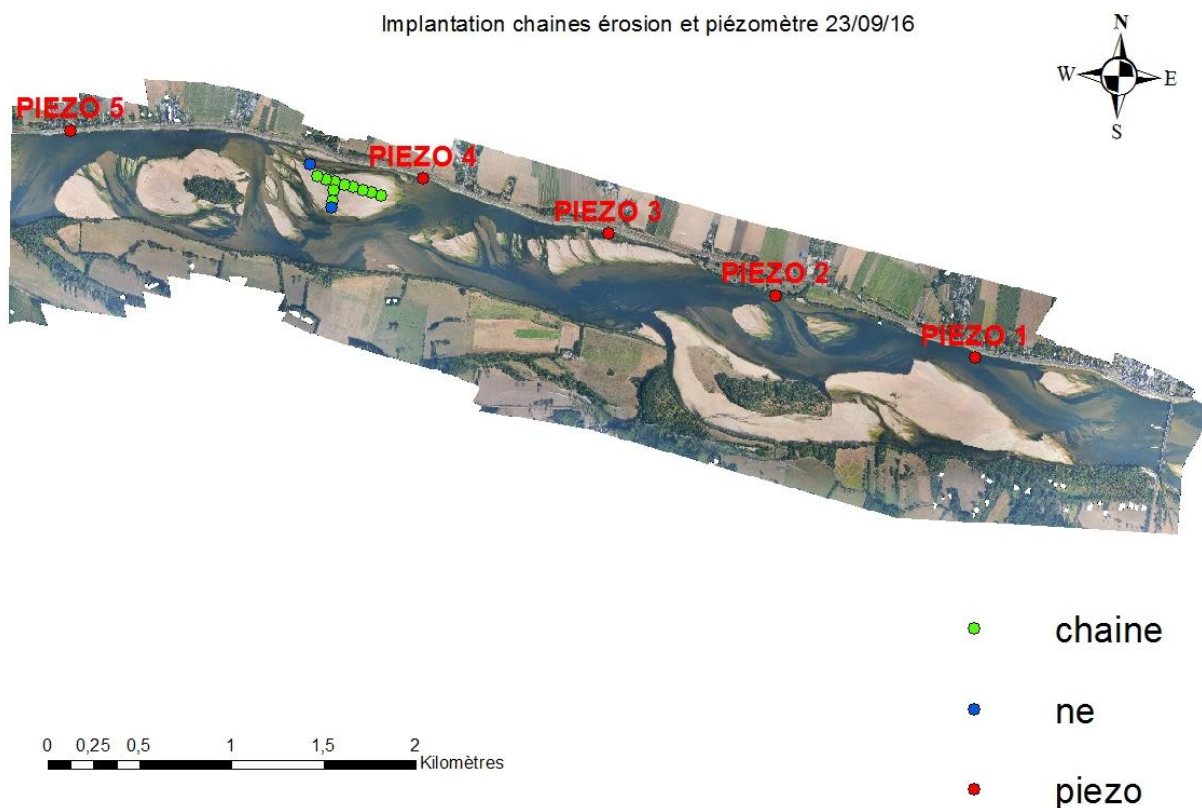 Implantation chaines érosion et piézomètre 23/09/16
N
W E
S
PIEZO 5
PIEZO 4
PIEZO 3
PIEZO 2
PIEZO 1
chaine
ne
piezo
0 0,25 0,5 1 1,5 2
Kilomètres